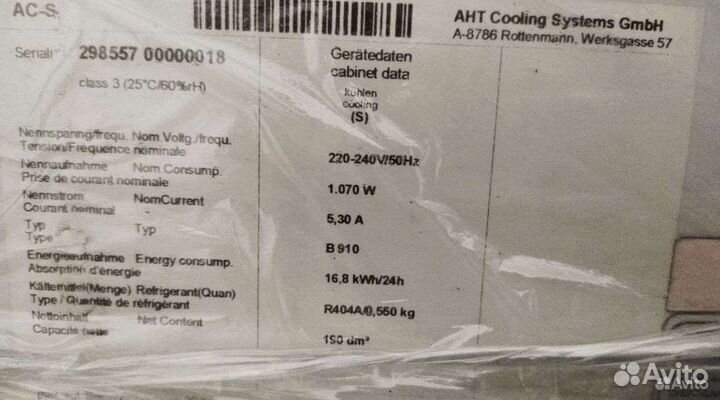 AC-S
AHT Cooling Systems GmbH
A-8786 Rottenmann, Werksgasse 57
298557 00000018
class 3 (25°C/60%rH)
Gerätedaten
cabinet data
kühlen
cooling
(S)
Nennspannng/frequ. Nom Voltg./frequ.
Tension/Frequence nominale
220-240V/50Hz
Nennaufnahme Nom.Consump.
Prise de courant nominale
1.070 W
Nennstrom NomCurrent
Courant nominal
5,30 A
Typ Typ
Type
B 910
Energieaufnahme Energy consump.
Absorption d'énergie
16,8 kWh/24h
Kältemittel(Menge) Refrigerant(Quan)
Type / Quantité de réfrigérant
R404A/0,550 kg
Nettoinhalt Net Content
Capacité
190 dm³
Avito
Avito